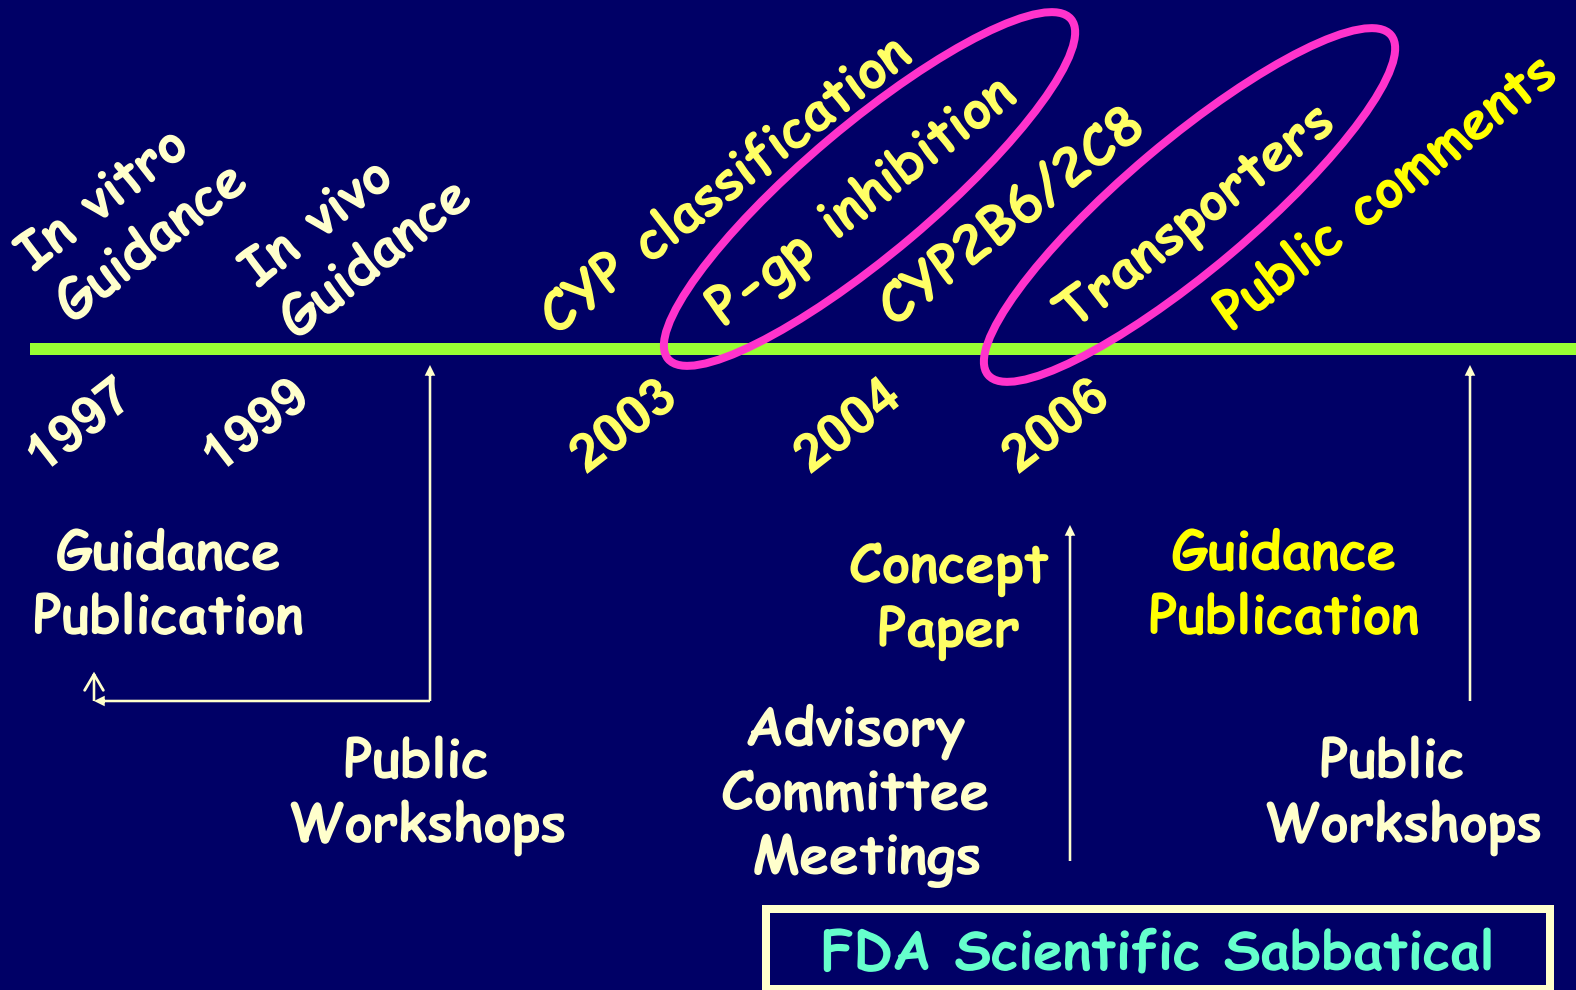 In vitro
Guidance
In vivo
Guidance
CYP classification
P-gp inhibition
CYP2B6/2C8
Transporters
Public comments
1997
1999
2003
2004
2006
Guidance
Publication
Concept
Paper
Guidance
Publication
Public
Workshops
Advisory
Committee
Meetings
Public
Workshops
FDA Scientific Sabbatical